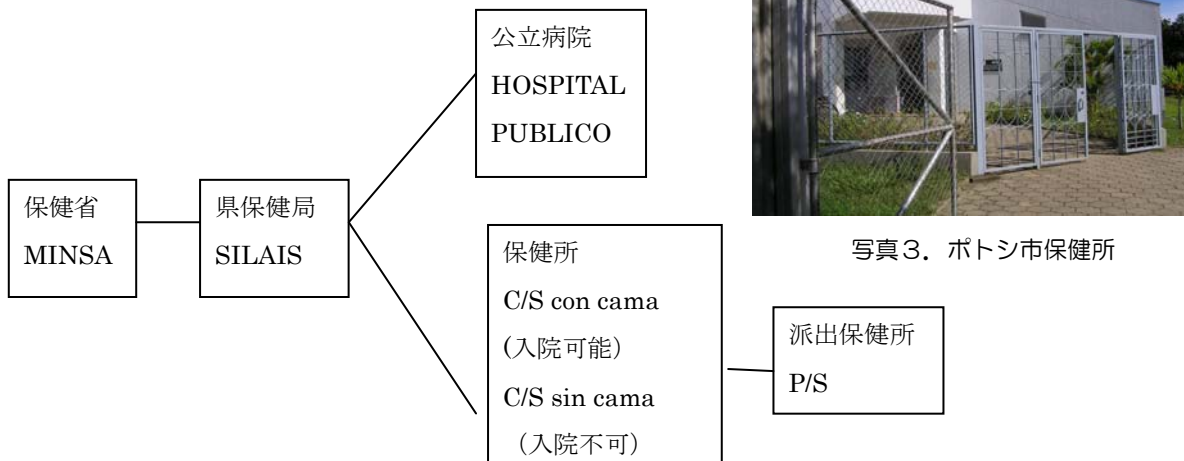 公立病院
HOSPITAL
PUBLICO
保健省
MINSA
県保健局
SILAIS
写真３．ポトシ市保健所
保健所
C/S con cama
(入院可能）
C/S sin cama
（入院不可）
派出保健所
P/S